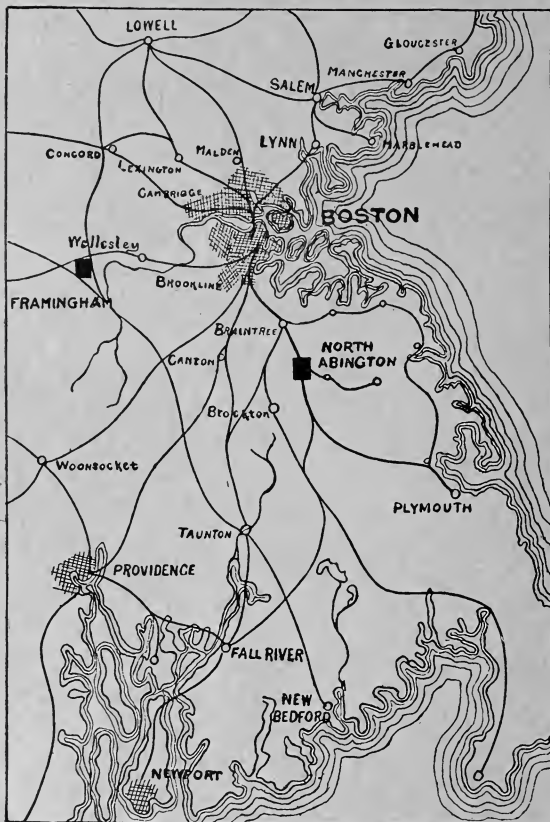 LOWELL
GLOUCESTER
MANCHESTER
SALEM
MARBLEHEAD
LYNN
MALDEN
CONCORD
LEXINGTON
CAMBRIDGE
BOSTON
Wellesley
BROOKLINE
FRAMINGHAM
BRAINTREE
NORTH
ABINGTON
CANTON
BROCKTON
WOONSOCKET
PLYMOUTH
TAUNTON
PROVIDENCE
FALL RIVER
NEW
BEDFORD
NEWPORT